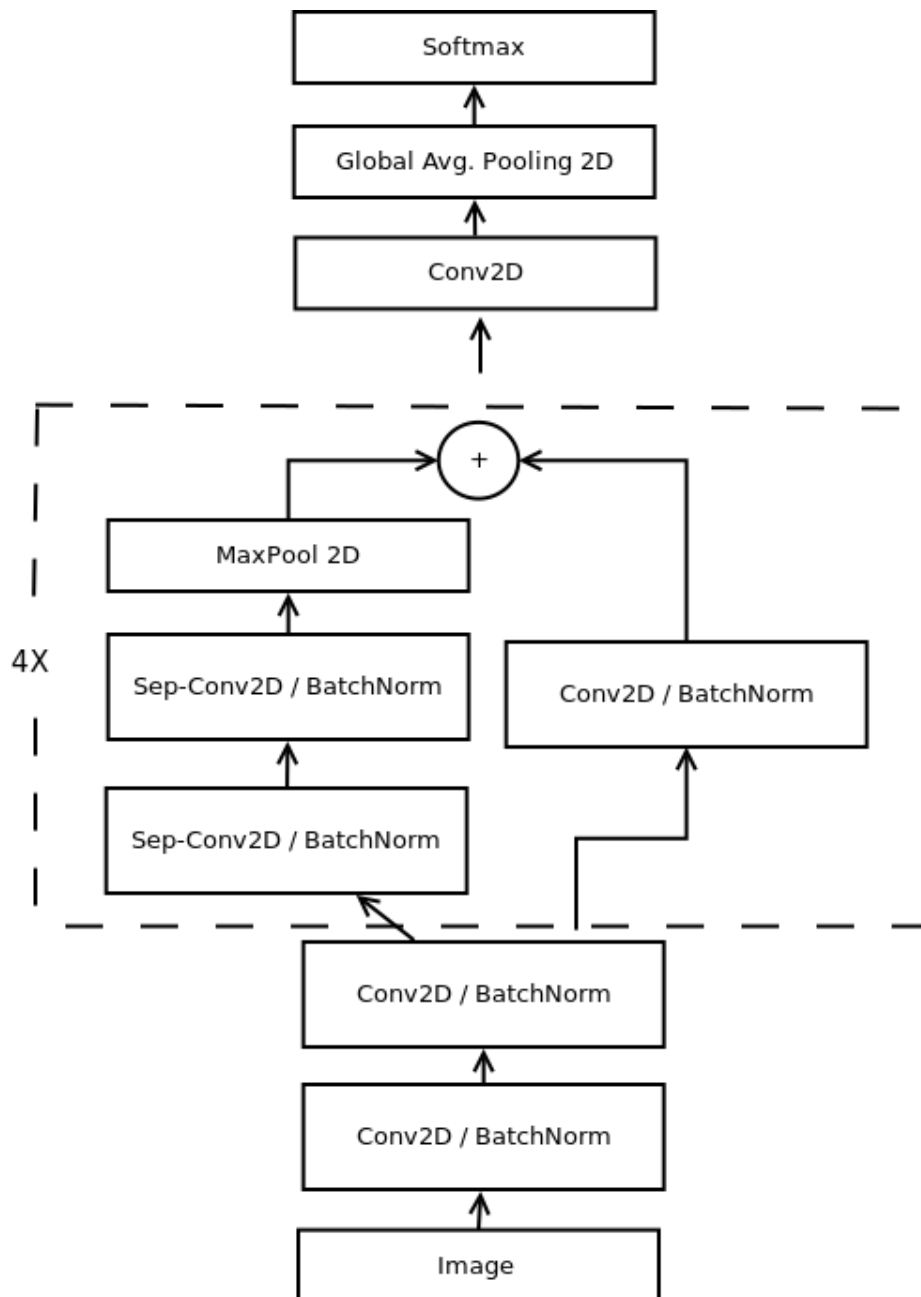 Softmax
Global Avg. Pooling 2D
Conv2D
+
MaxPool 2D
4X
Sep-Conv2D / BatchNorm
Conv2D / BatchNorm
Sep-Conv2D / BatchNorm
Conv2D / BatchNorm
Conv2D / BatchNorm
Image